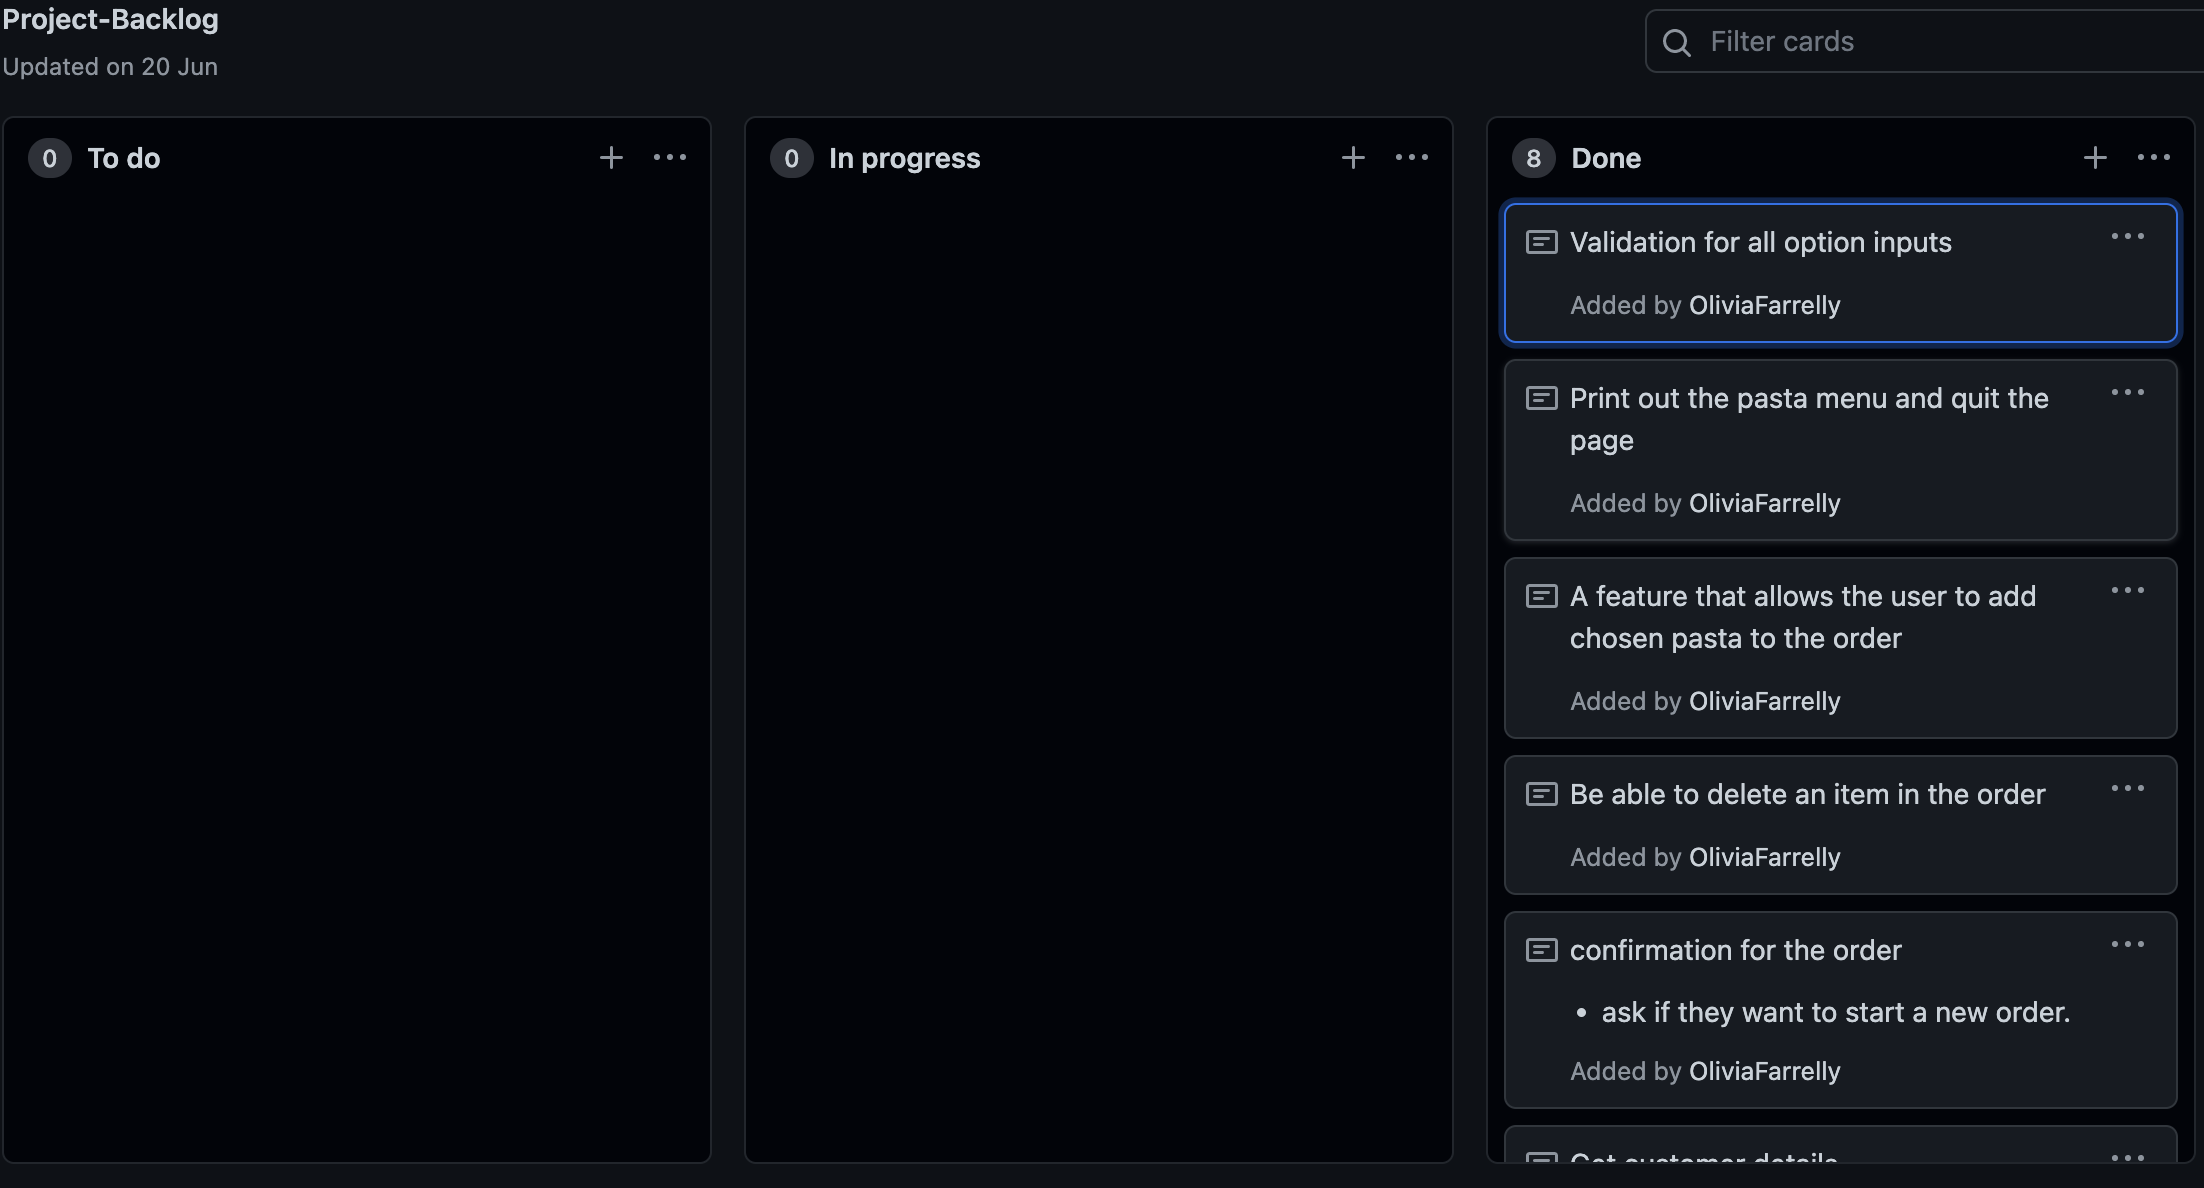 Project-Backlog
Updated on 20 Jun
Filter cards
0 To do
0 In progress
8 Done
Validation for all option inputs
Added by OliviaFarrelly
Print out the pasta menu and quit the
page
Added by OliviaFarrelly
A feature that allows the user to add
chosen pasta to the order
Added by OliviaFarrelly
Be able to delete an item in the order
Added by OliviaFarrelly
confirmation for the order
• ask if they want to start a new order.
Added by OliviaFarrelly
Get customer details